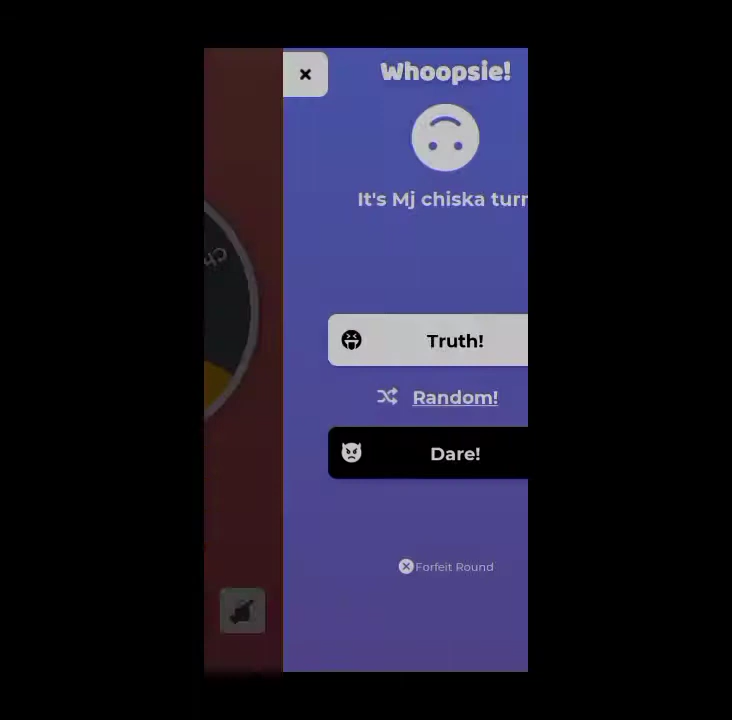 Whoopsie!
It's Mj chiska turn
Truth!
Random!
Dare!
Forfeit Round